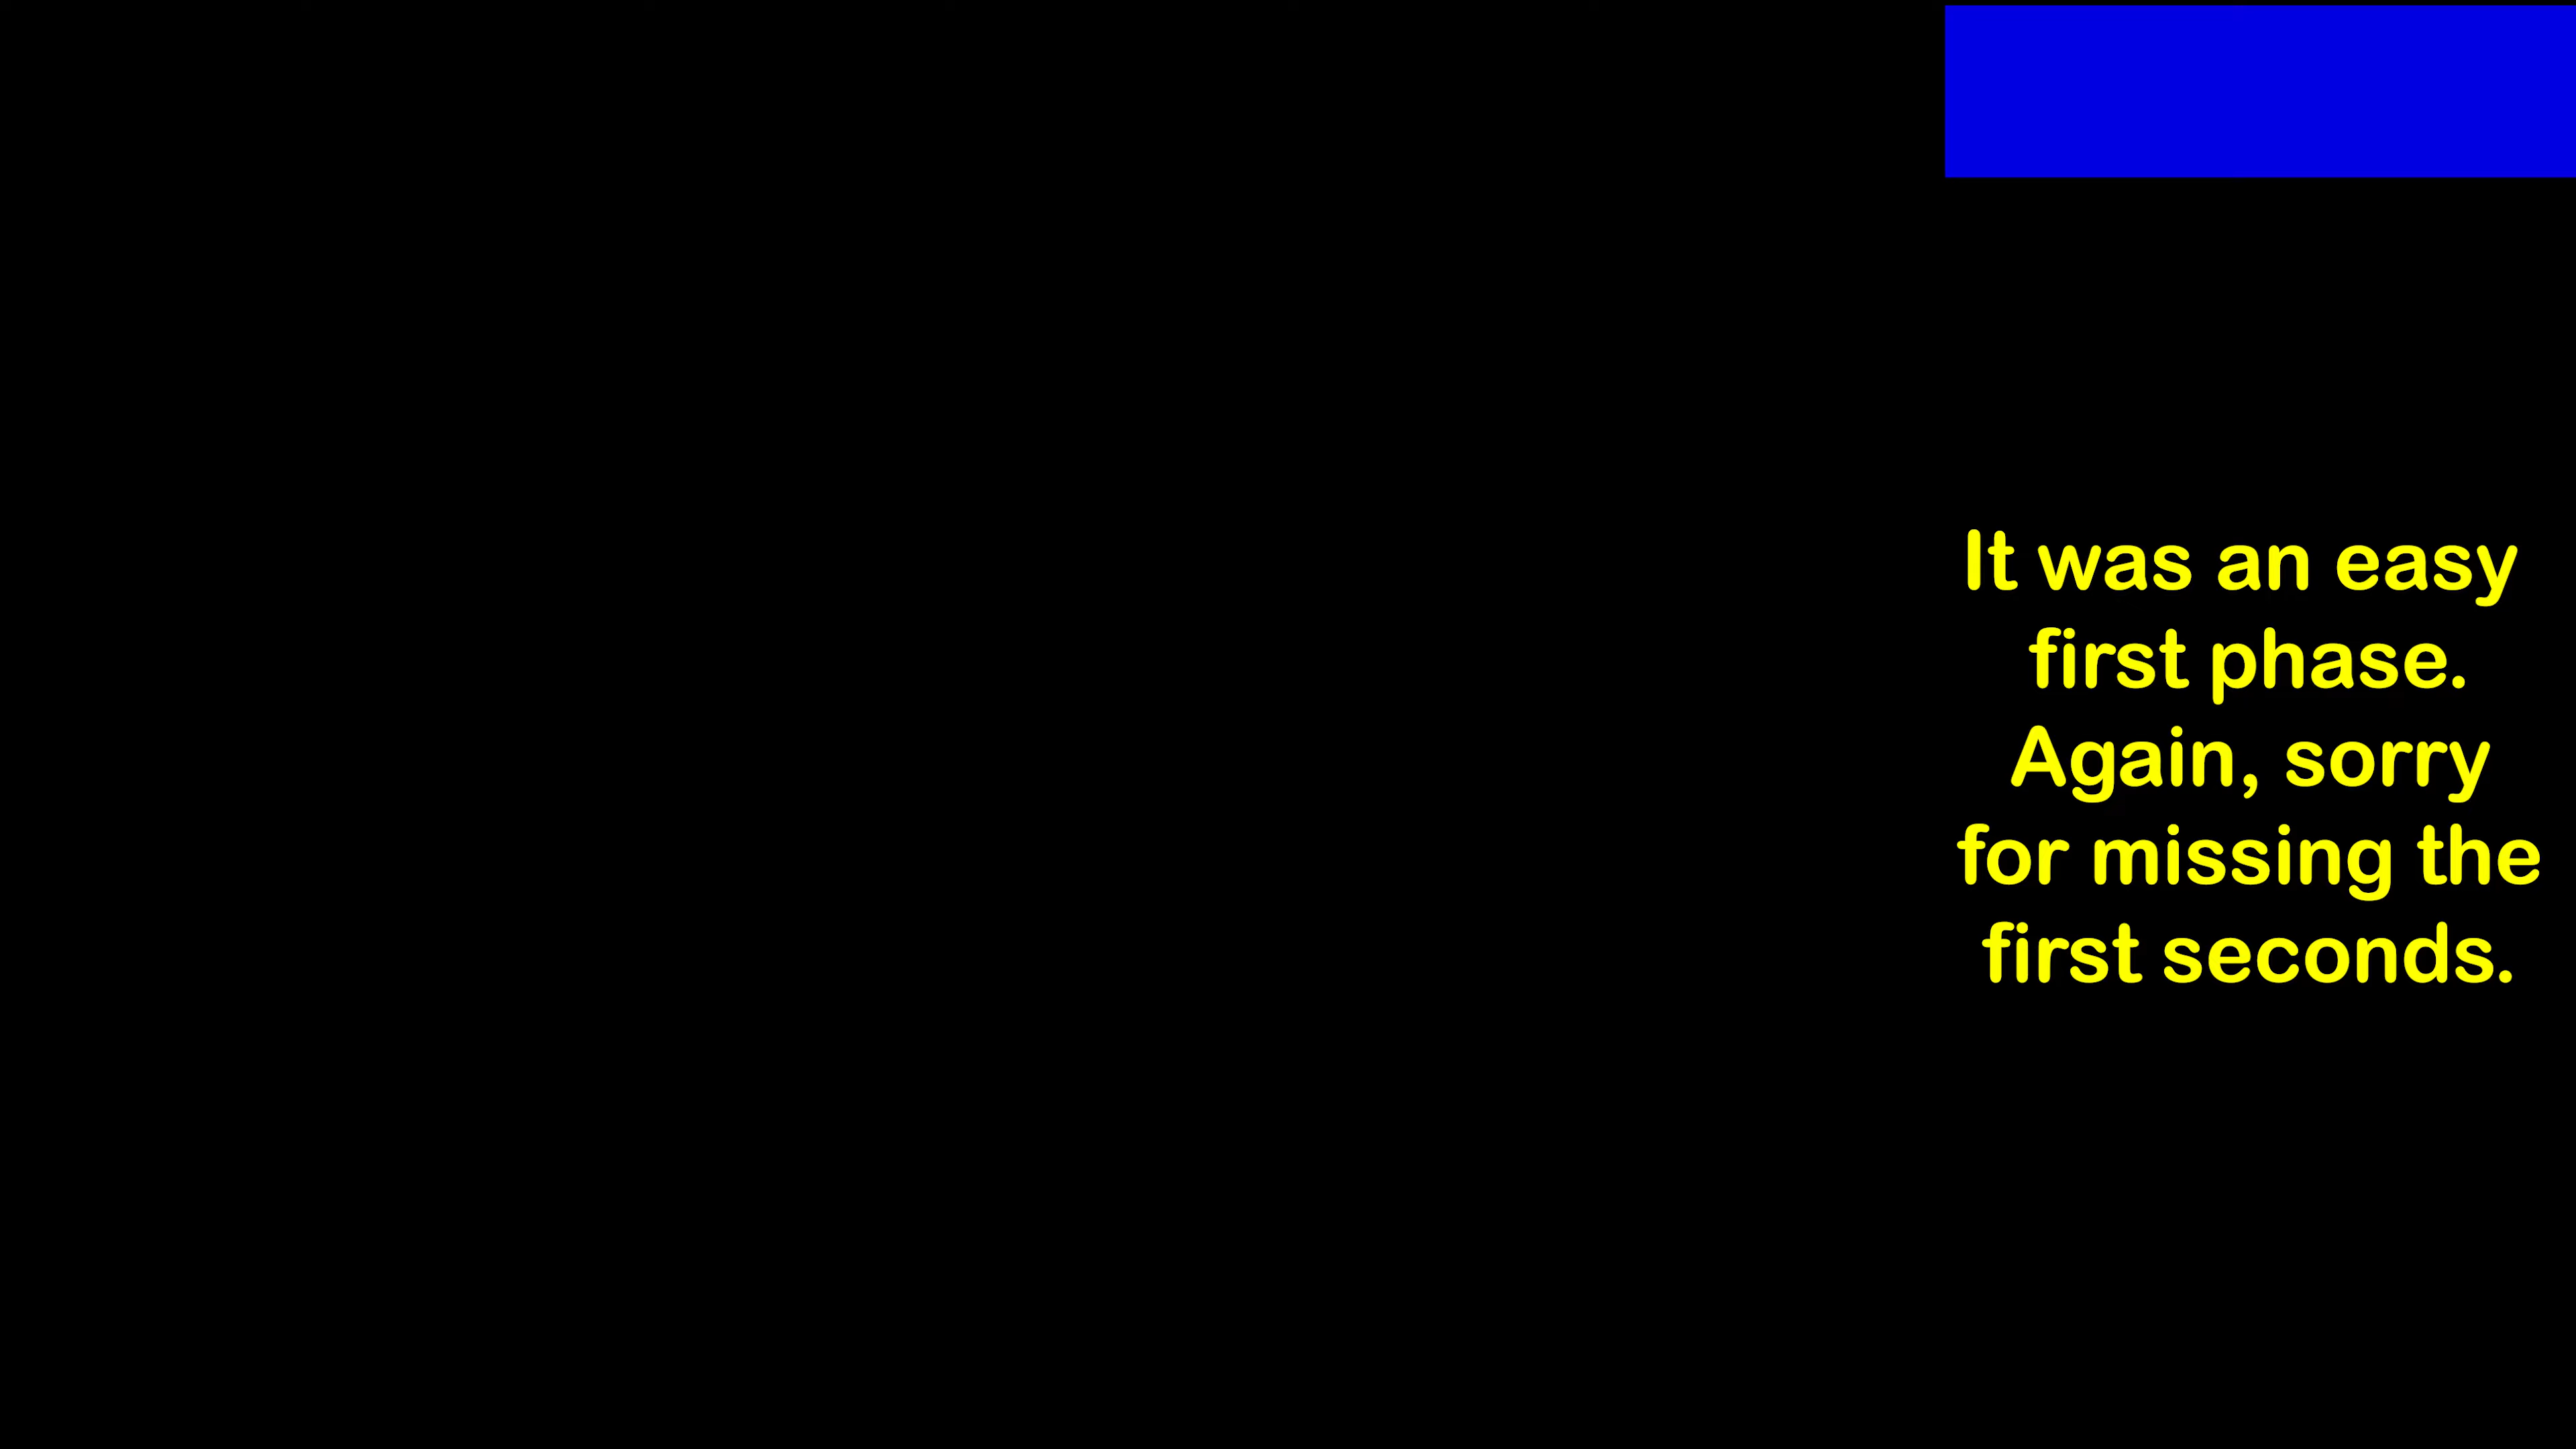 It was an easy
first phase.
Again, sorry
for missing the
first seconds.